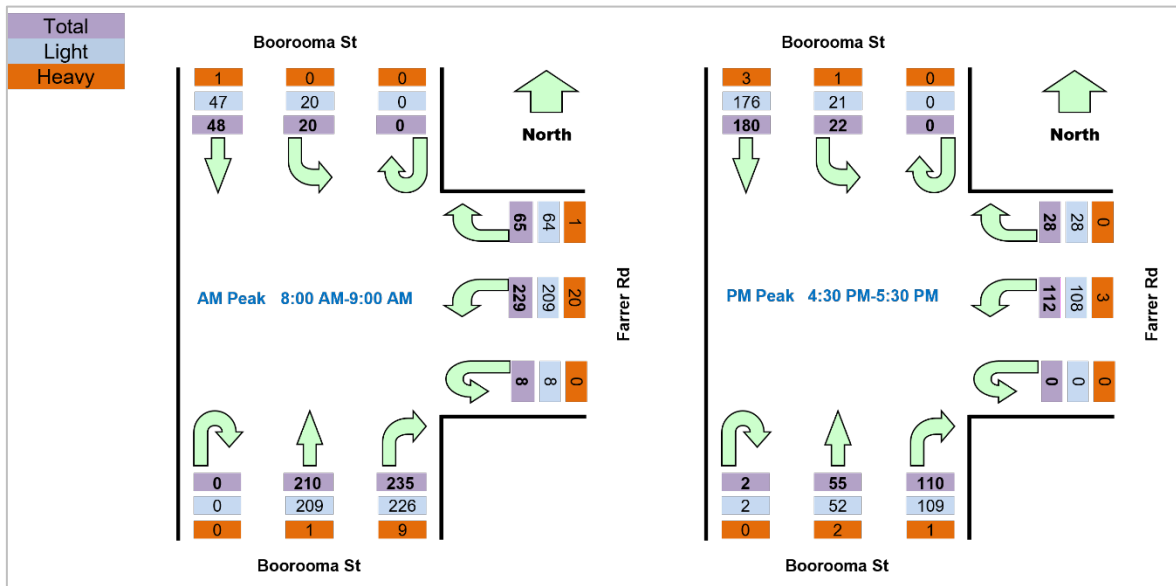 Total
Light
Heavy
Boorooma St
1 0 0
47 20 0
48 20 0
North
65 64 1
AM Peak 8:00 AM-9:00 AM
229 209 20
Farrer Rd
8 8 0
0 210 235
0 209 226
0 1 9
Boorooma St
Boorooma St
3 1 0
176 21 0
180 22 0
North
28 28 0
PM Peak 4:30 PM-5:30 PM
112 108 3
Farrer Rd
0 0 0
2 55 110
2 52 109
0 2 1
Boorooma St